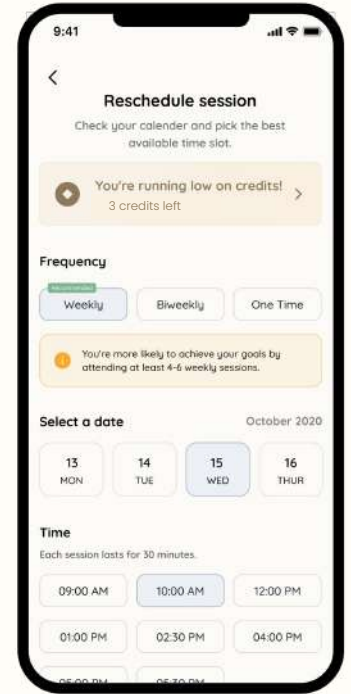 9:41
Reschedule session
Check your calender and pick the best
available time slot.
You're running low on credits!
3 credits left
Frequency
Weekly Biweekly One Time
You're more likely to achieve your goals by
attending at least 4-6 weekly sessions.
Select a date October 2020
13 14 15 16
MON TUE WED THUR
Time
Each session lasts for 30 minutes.
09:00 AM 10:00 AM 12:00 PM
01:00 PM 02:30 PM 04:00 PM